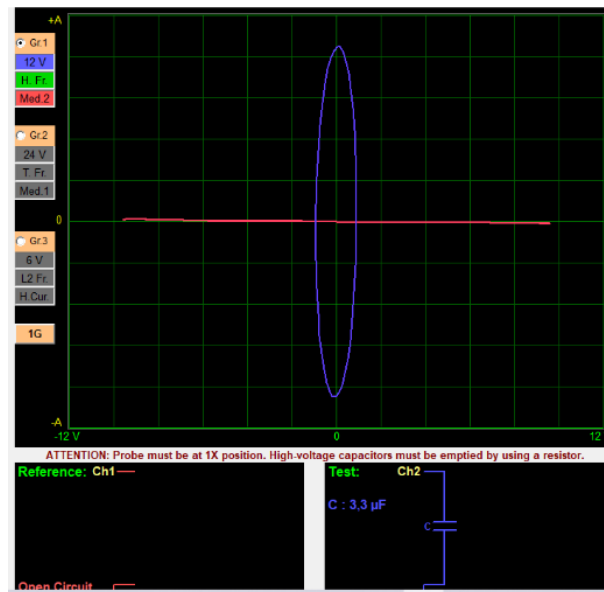 +A
Gr.1
12 V
H. Fr.
Med.2
Gr.2
24 V
T. Fr.
Med.1
0
Gr.3
6 V
L2 Fr.
H.Cur.
1G
-A
-12 V 0 12
ATTENTION: Probe must be at 1X position. High-voltage capacitors must be emptied by using a resistor.
Reference: Ch1
Open Circuit
Test: Ch2
C : 3,3 µF
C